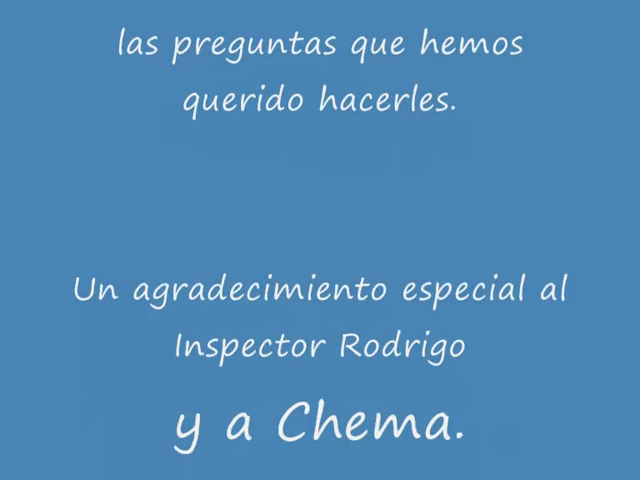 las preguntas que hemos
querido hacerles.
Un agradecimiento especial al
Inspector Rodrigo
y a Chema.